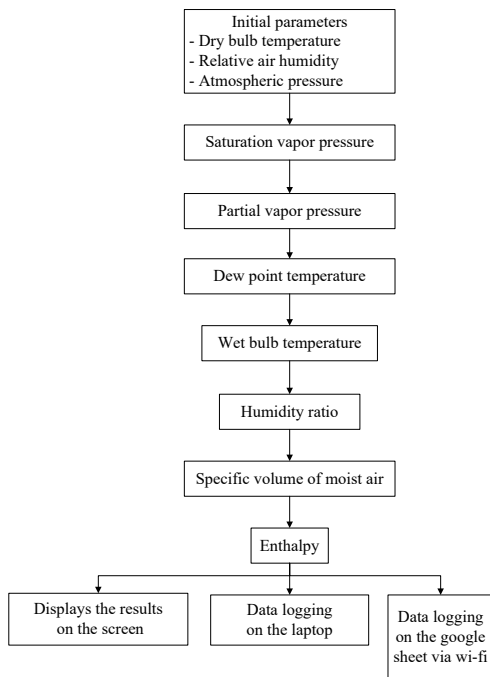 Initial parameters
- Dry bulb temperature
- Relative air humidity
- Atmospheric pressure
Saturation vapor pressure
Partial vapor pressure
Dew point temperature
Wet bulb temperature
Humidity ratio
Specific volume of moist air
Enthalpy
Displays the results
on the screen
Data logging
on the laptop
Data logging
on the google
sheet via wi-fi